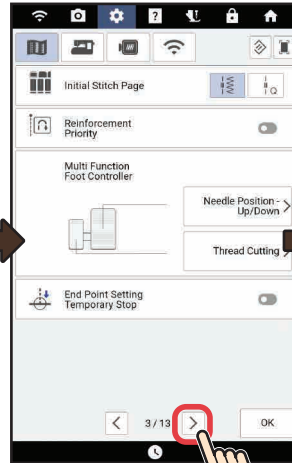 ?
Initial Stitch Page
Q
Reinforcement
Priority
Multi Function
Foot Controller
Needle Position -
Up/Down
Thread Cutting
End Point Setting
Temporary Stop
3/13
OK